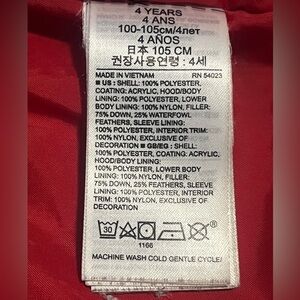 4 YEARS
4 ANS
100-105см/4лет
4 AÑOS
日本 105 CM
권장사용연령 : 4세
MADE IN VIETNAM RN 54023
■ US : SHELL: 100% POLYESTER,
COATING: ACRYLIC, HOOD/BODY
LINING: 100% POLYESTER, LOWER
BODY LINING: 100% NYLON, FILLER:
75% DOWN, 25% WATERFOWL
FEATHERS, SLEEVE LINING: 100% NYLON, FILLER:
100% POLYESTER, INTERIOR TRIM:
100% NYLON, EXCLUSIVE OF
DECORATION ■ GB/EG : SHELL:
100% POLYESTER, COATING: ACRYLIC,
HOOD/BODY LINING:
100% POLYESTER, LOWER BODY
LINING: 100% NYLON, FILLER:
75% DOWN, 25% FEATHERS, SLEEVE
LINING: 100% POLYESTER, INTERIOR
TRIM: 100% NYLON, EXCLUSIVE OF
DECORATION
30
1166
MACHINE WASH COLD GENTLE CYCLE/